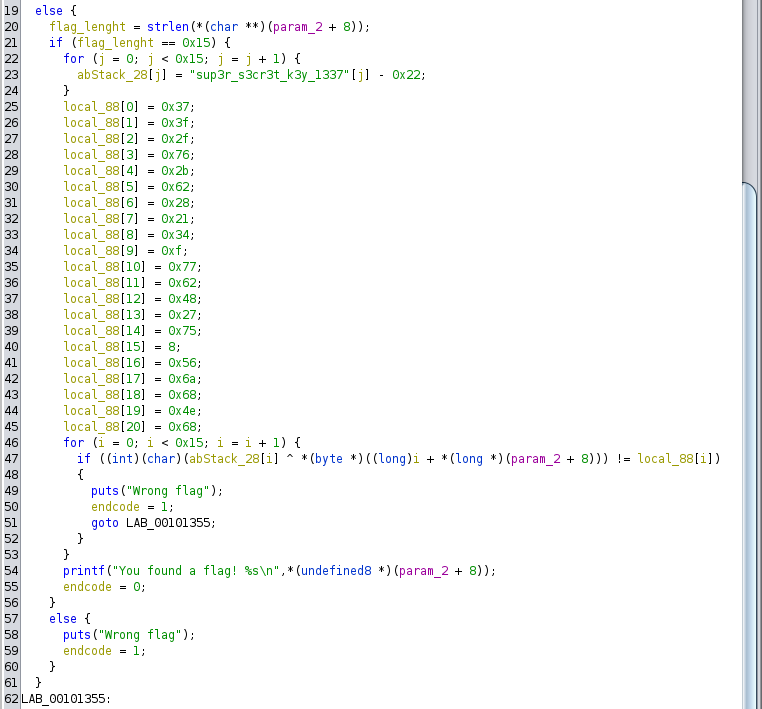 19 else {
20 flag_lenght = strlen(*(char **)(param_2 + 8));
21 if (flag_lenght == 0x15) {
22 for (j = 0; j < 0x15; j = j + 1) {
23 abStack_28[j] = "sup3r_s3cr3t_k3y_1337"[j] - 0x22;
24 }
25 local_88[0] = 0x37;
26 local_88[1] = 0x3f;
27 local_88[2] = 0x2f;
28 local_88[3] = 0x76;
29 local_88[4] = 0x2b;
30 local_88[5] = 0x62;
31 local_88[6] = 0x28;
32 local_88[7] = 0x21;
33 local_88[8] = 0x34;
34 local_88[9] = 0xf;
35 local_88[10] = 0x77;
36 local_88[11] = 0x62;
37 local_88[12] = 0x48;
38 local_88[13] = 0x27;
39 local_88[14] = 0x75;
40 local_88[15] = 8;
41 local_88[16] = 0x56;
42 local_88[17] = 0x6a;
43 local_88[18] = 0x68;
44 local_88[19] = 0x4e;
45 local_88[20] = 0x68;
46 for (i = 0; i < 0x15; i = i + 1) {
47 if ((int)(char)(abStack_28[i] ^ *(byte *)((long)i + *(long *)(param_2 + 8))) != local_88[i])
48 {
49 puts("Wrong flag");
50 endcode = 1;
51 goto LAB_00101355;
52 }
53 }
54 printf("You found a flag! %s\n",*(undefined8 *)(param_2 + 8));
55 endcode = 0;
56 }
57 else {
58 puts("Wrong flag");
59 endcode = 1;
60 }
61 }
62 LAB_00101355: